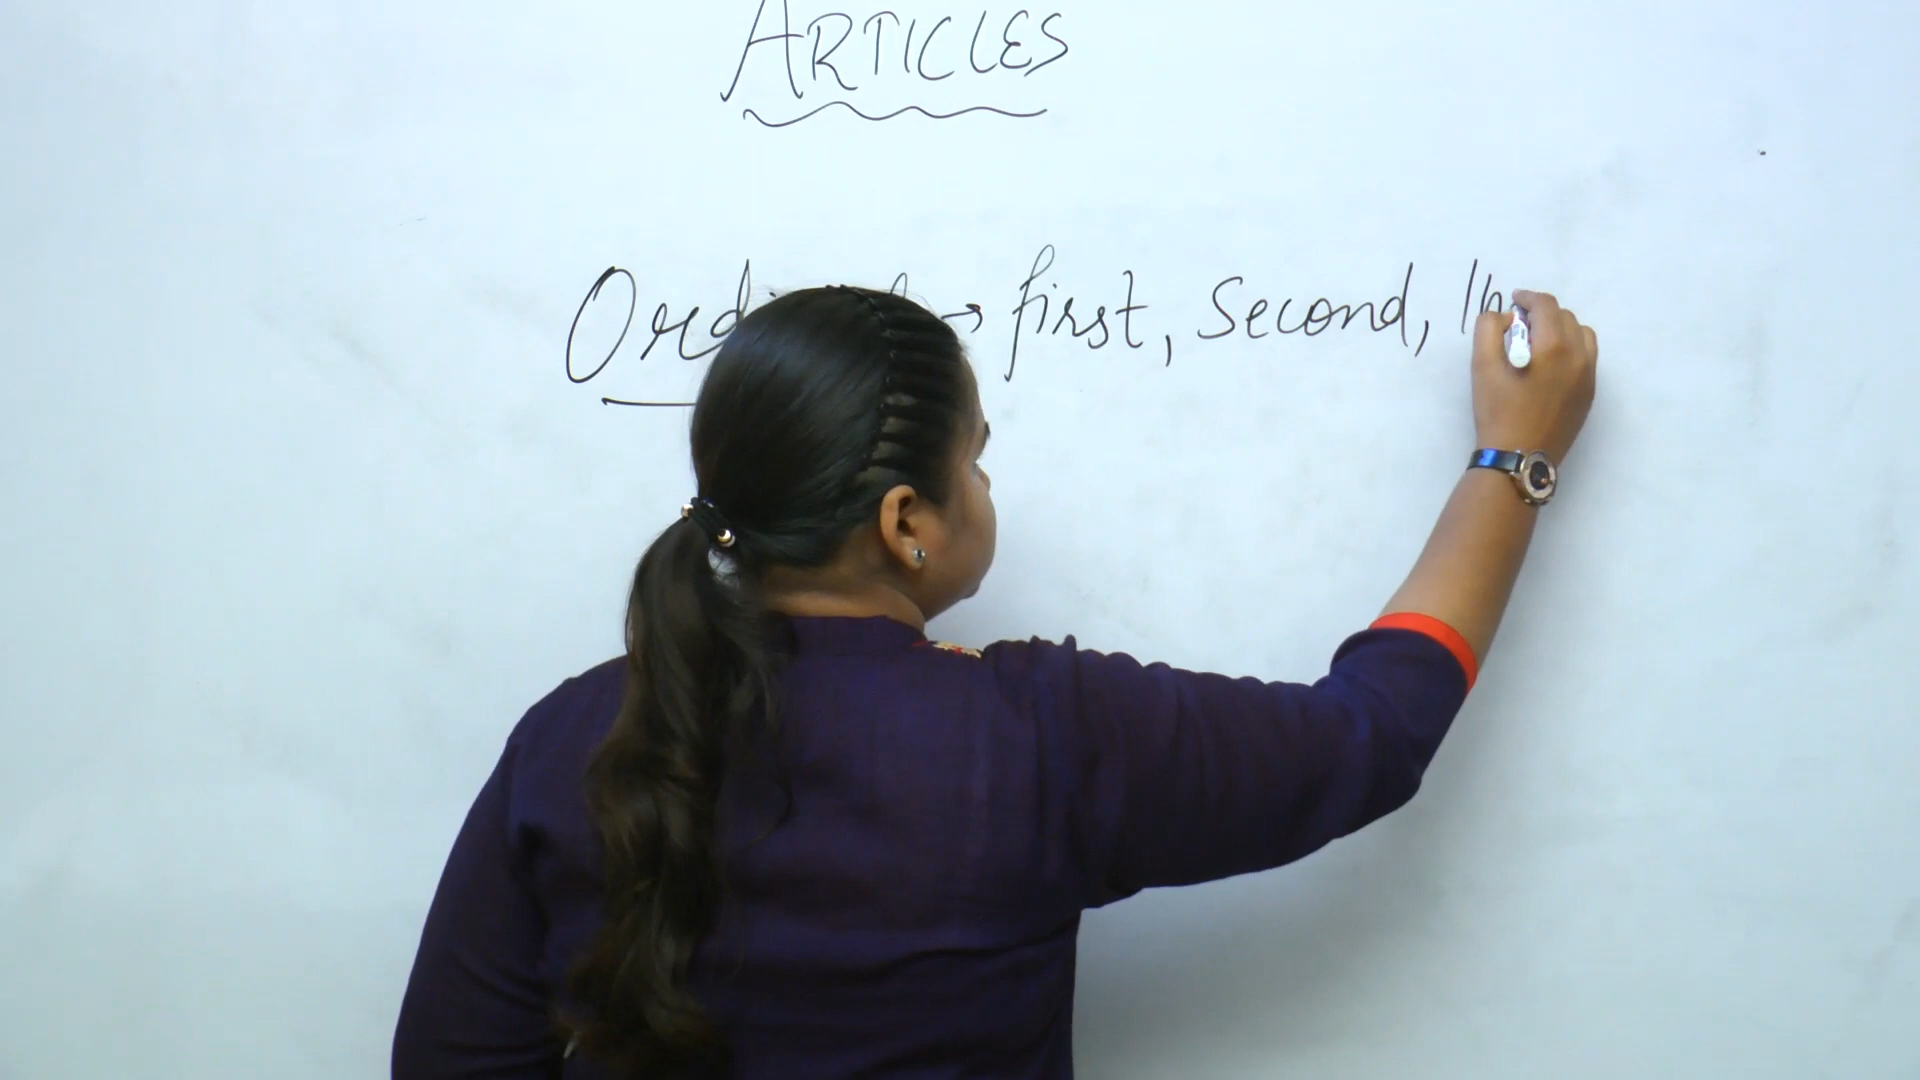 ARTICLES
→ first, Second,